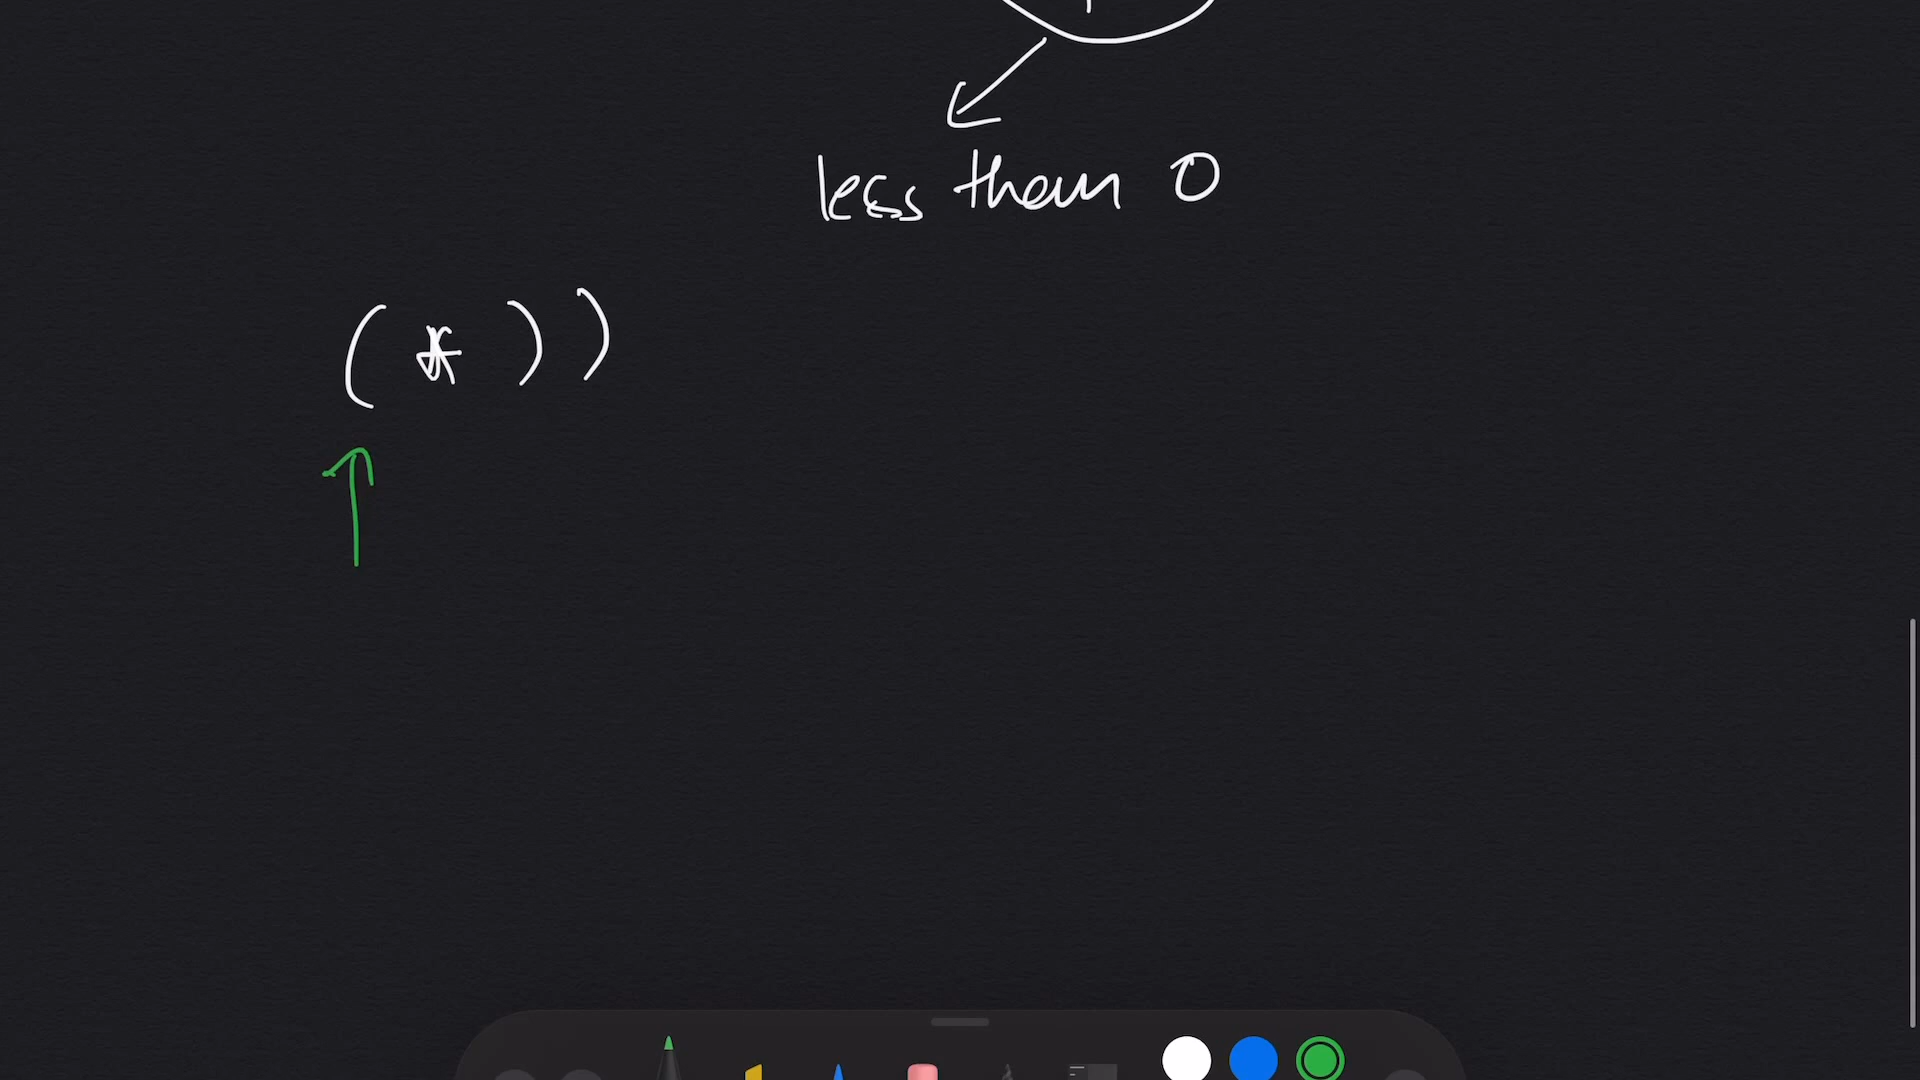 less than 0
( * ) )